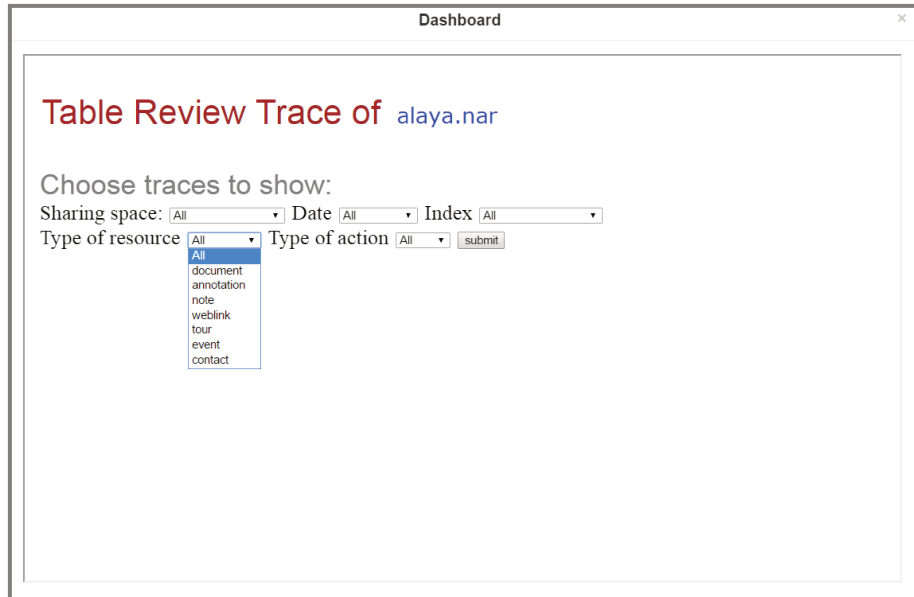 Dashboard ×
Table Review Trace of alaya.nar
Choose traces to show:
Sharing space: All Date All Index All
Type of resource All Type of action All submit
All
document
annotation
note
weblink
tour
event
contact